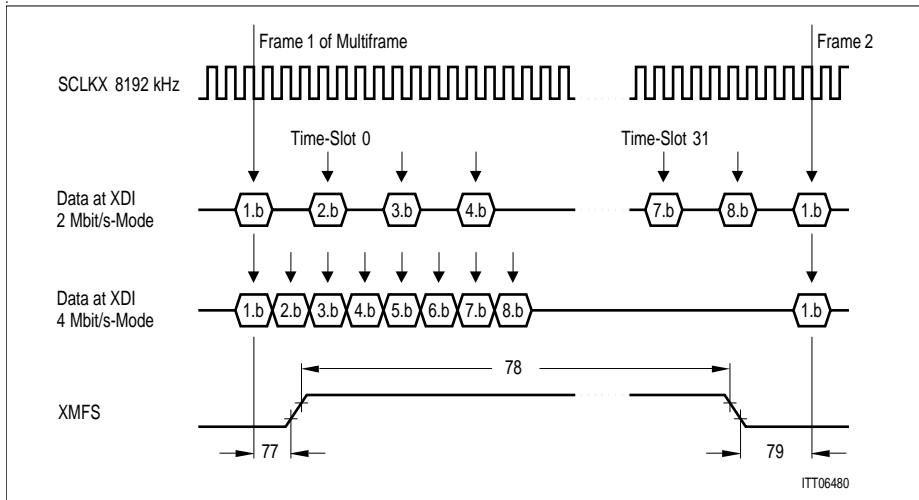 Frame 1 of Multiframe
Frame 2
SCLKX 8192 kHz
Time-Slot 0
Time-Slot 31
Data at XDI
2 Mbit/s-Mode
1.b 2.b 3.b 4.b 7.b 8.b 1.b
Data at XDI
4 Mbit/s-Mode
1.b 2.b 3.b 4.b 5.b 6.b 7.b 8.b 1.b
78
XMFS
77
79
ITT06480